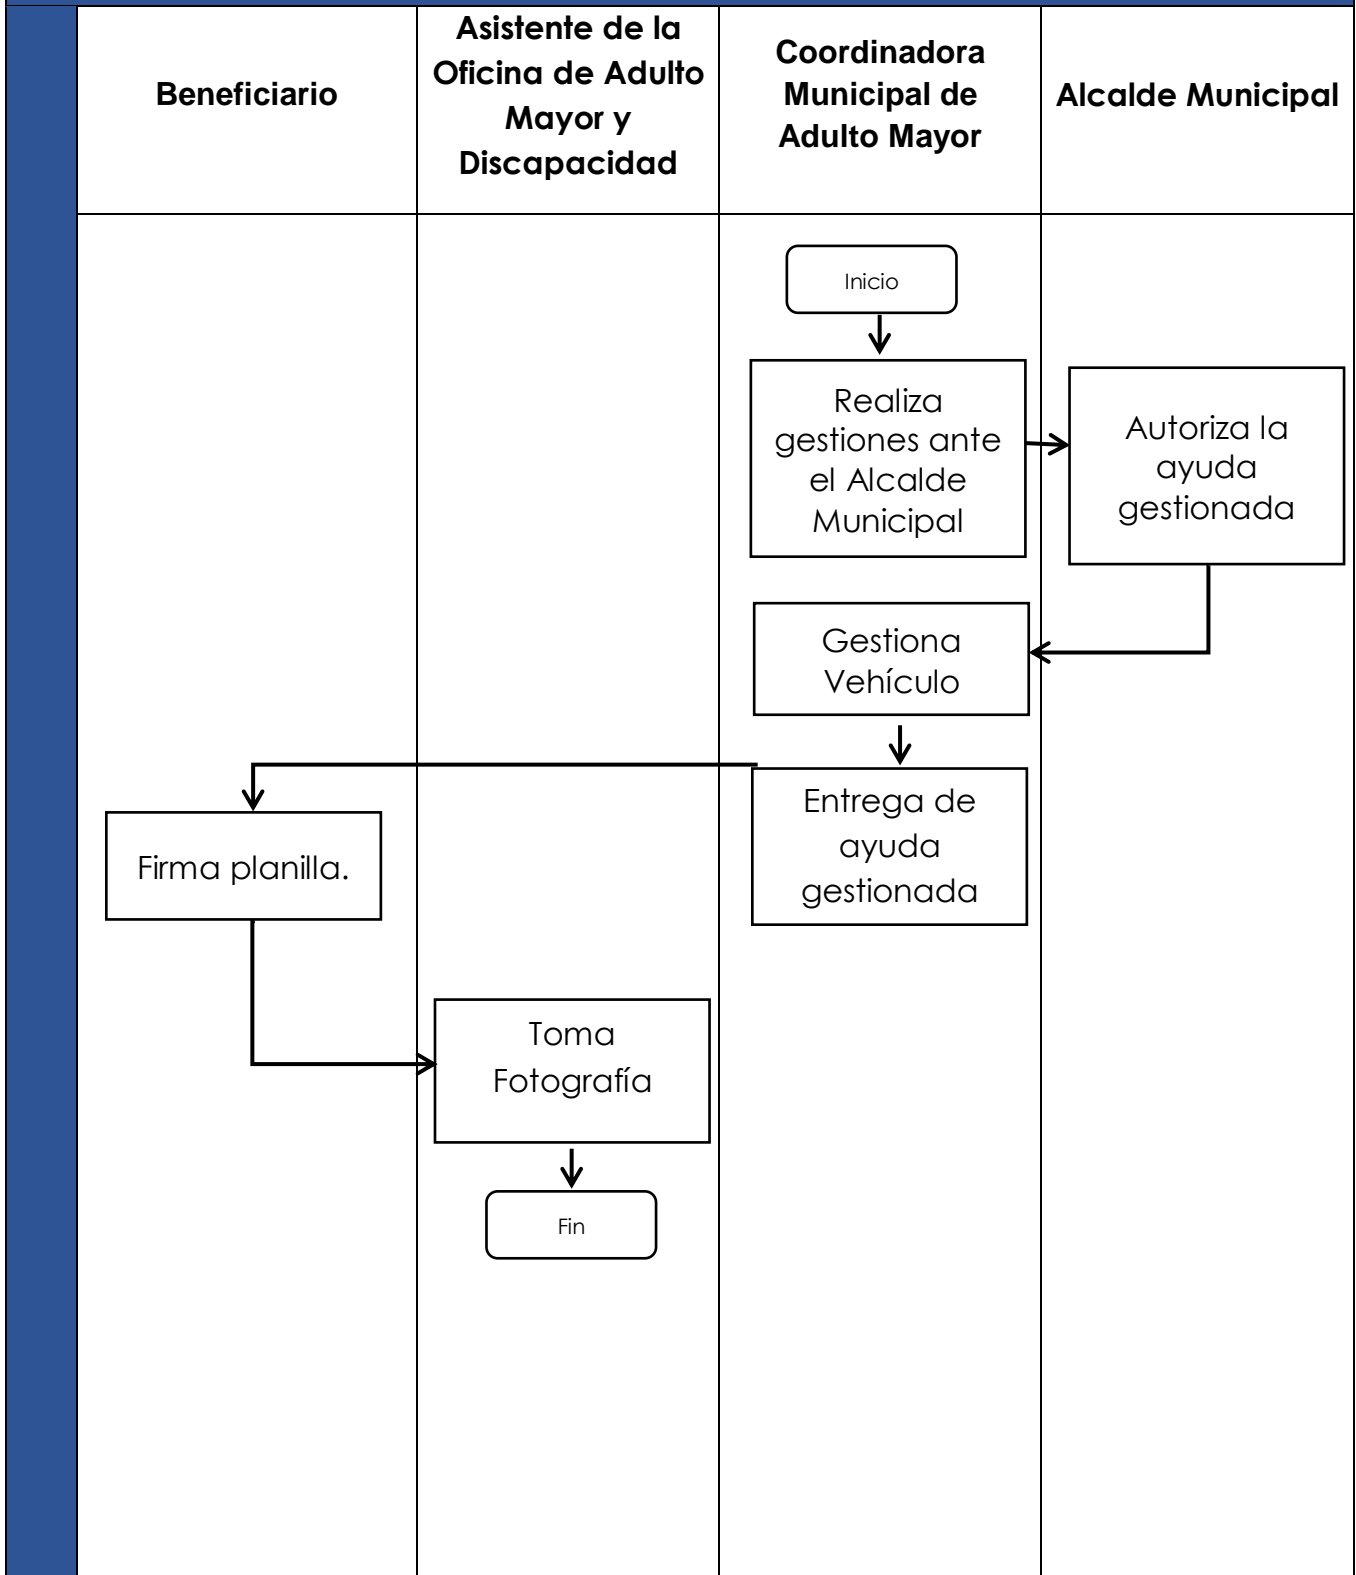 Beneficiario
Asistente de la
Oficina de Adulto
Mayor y
Discapacidad
Coordinadora
Municipal de
Adulto Mayor
Alcalde Municipal
Inicio
Realiza
gestiones ante
el Alcalde
Municipal
Autoriza la
ayuda
gestionada
Gestiona
Vehículo
Entrega de
ayuda
gestionada
Firma planilla.
Toma
Fotografía
Fin